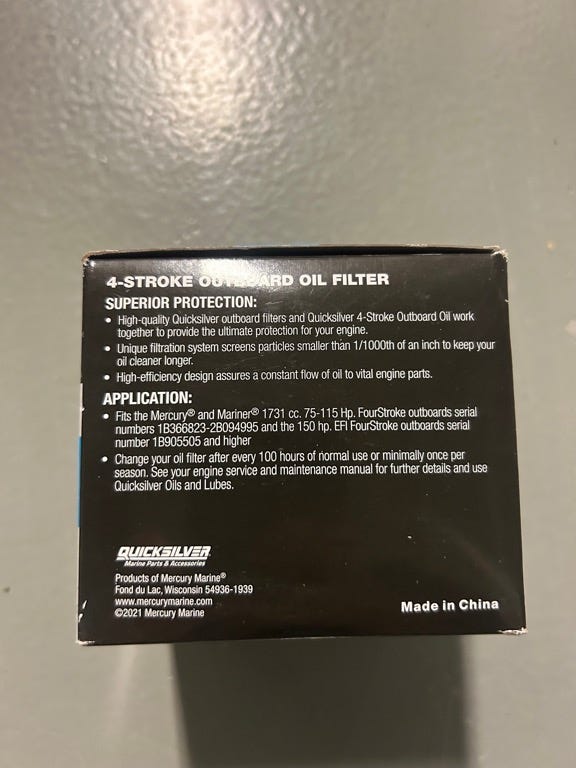 4-STROKE OUTBOARD OIL FILTER
SUPERIOR PROTECTION:
• High-quality Quicksilver outboard filters and Quicksilver 4-Stroke Outboard Oil work
together to provide the ultimate protection for your engine.
• Unique filtration system screens particles smaller than 1/1000th of an inch to keep your
oil cleaner longer.
• High-efficiency design assures a constant flow of oil to vital engine parts.
APPLICATION:
• Fits the Mercury® and Mariner® 1731 cc. 75-115 Hp. FourStroke outboards serial
numbers 1B366823-2B094995 and the 150 hp. EFI FourStroke outboards serial
number 1B905505 and higher
• Change your oil filter after every 100 hours of normal use or minimally once per
season. See your engine service and maintenance manual for further details and use
Quicksilver Oils and Lubes.
QUICKSILVER
Marine Parts & Accessories
Products of Mercury Marine®
Fond du Lac, Wisconsin 54936-1939
www.mercurymarine.com
©2021 Mercury Marine
Made in China